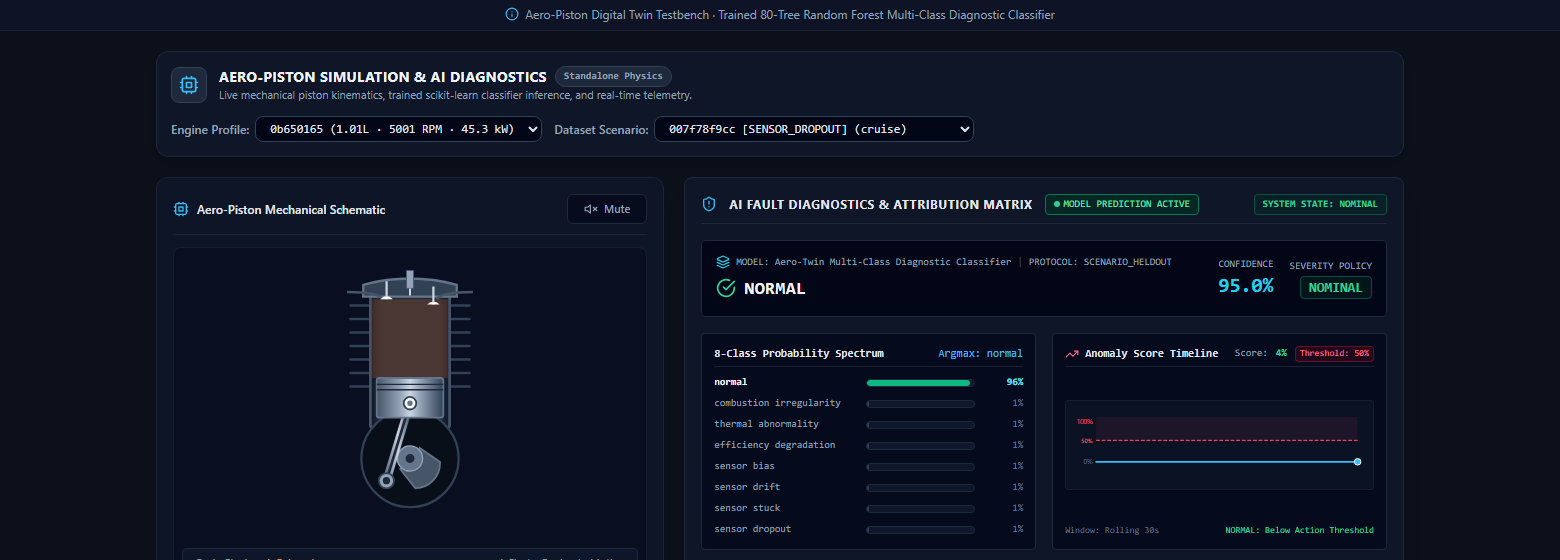 Aero-Piston Digital Twin Testbench · Trained 80-Tree Random Forest Multi-Class Diagnostic Classifier
AERO-PISTON SIMULATION & AI DIAGNOSTICS Standalone Physics
Live mechanical piston kinematics, trained scikit-learn classifier inference, and real-time telemetry.
Engine Profile: 0b650165 (1.01L · 5001 RPM · 45.3 kW) Dataset Scenario: 007f78f9cc [SENSOR_DROPOUT] (cruise)
Aero-Piston Mechanical Schematic Mute
AI FAULT DIAGNOSTICS & ATTRIBUTION MATRIX MODEL PREDICTION ACTIVE SYSTEM STATE: NOMINAL
MODEL: Aero-Twin Multi-Class Diagnostic Classifier | PROTOCOL: SCENARIO_HELDOUT
NORMAL
CONFIDENCE
95.0%
SEVERITY POLICY
NOMINAL
8-Class Probability Spectrum Argmax: normal
normal 96%
combustion irregularity 1%
thermal abnormality 1%
efficiency degradation 1%
sensor bias 1%
sensor drift 1%
sensor stuck 1%
sensor dropout 1%
Anomaly Score Timeline Score: 4% Threshold: 50%
100%
50%
0%
Window: Rolling 30s NORMAL: Below Action Threshold